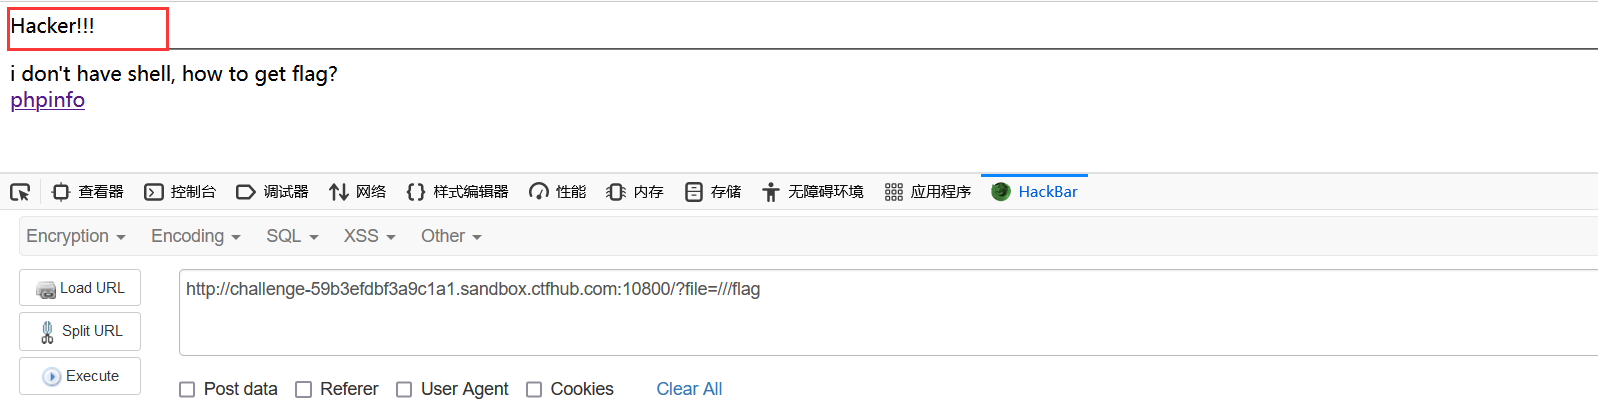 Hacker!!!
i don't have shell, how to get flag?
phpinfo
查看器 控制台 调试器 网络 样式编辑器 性能 内存 存储 无障碍环境 应用程序 HackBar
Encryption Encoding SQL XSS Other
Load URL
http://challenge-59b3efdbf3a9c1a1.sandbox.ctfhub.com:10800/?file=///flag
Split URL
Execute
Post data Referer User Agent Cookies Clear All